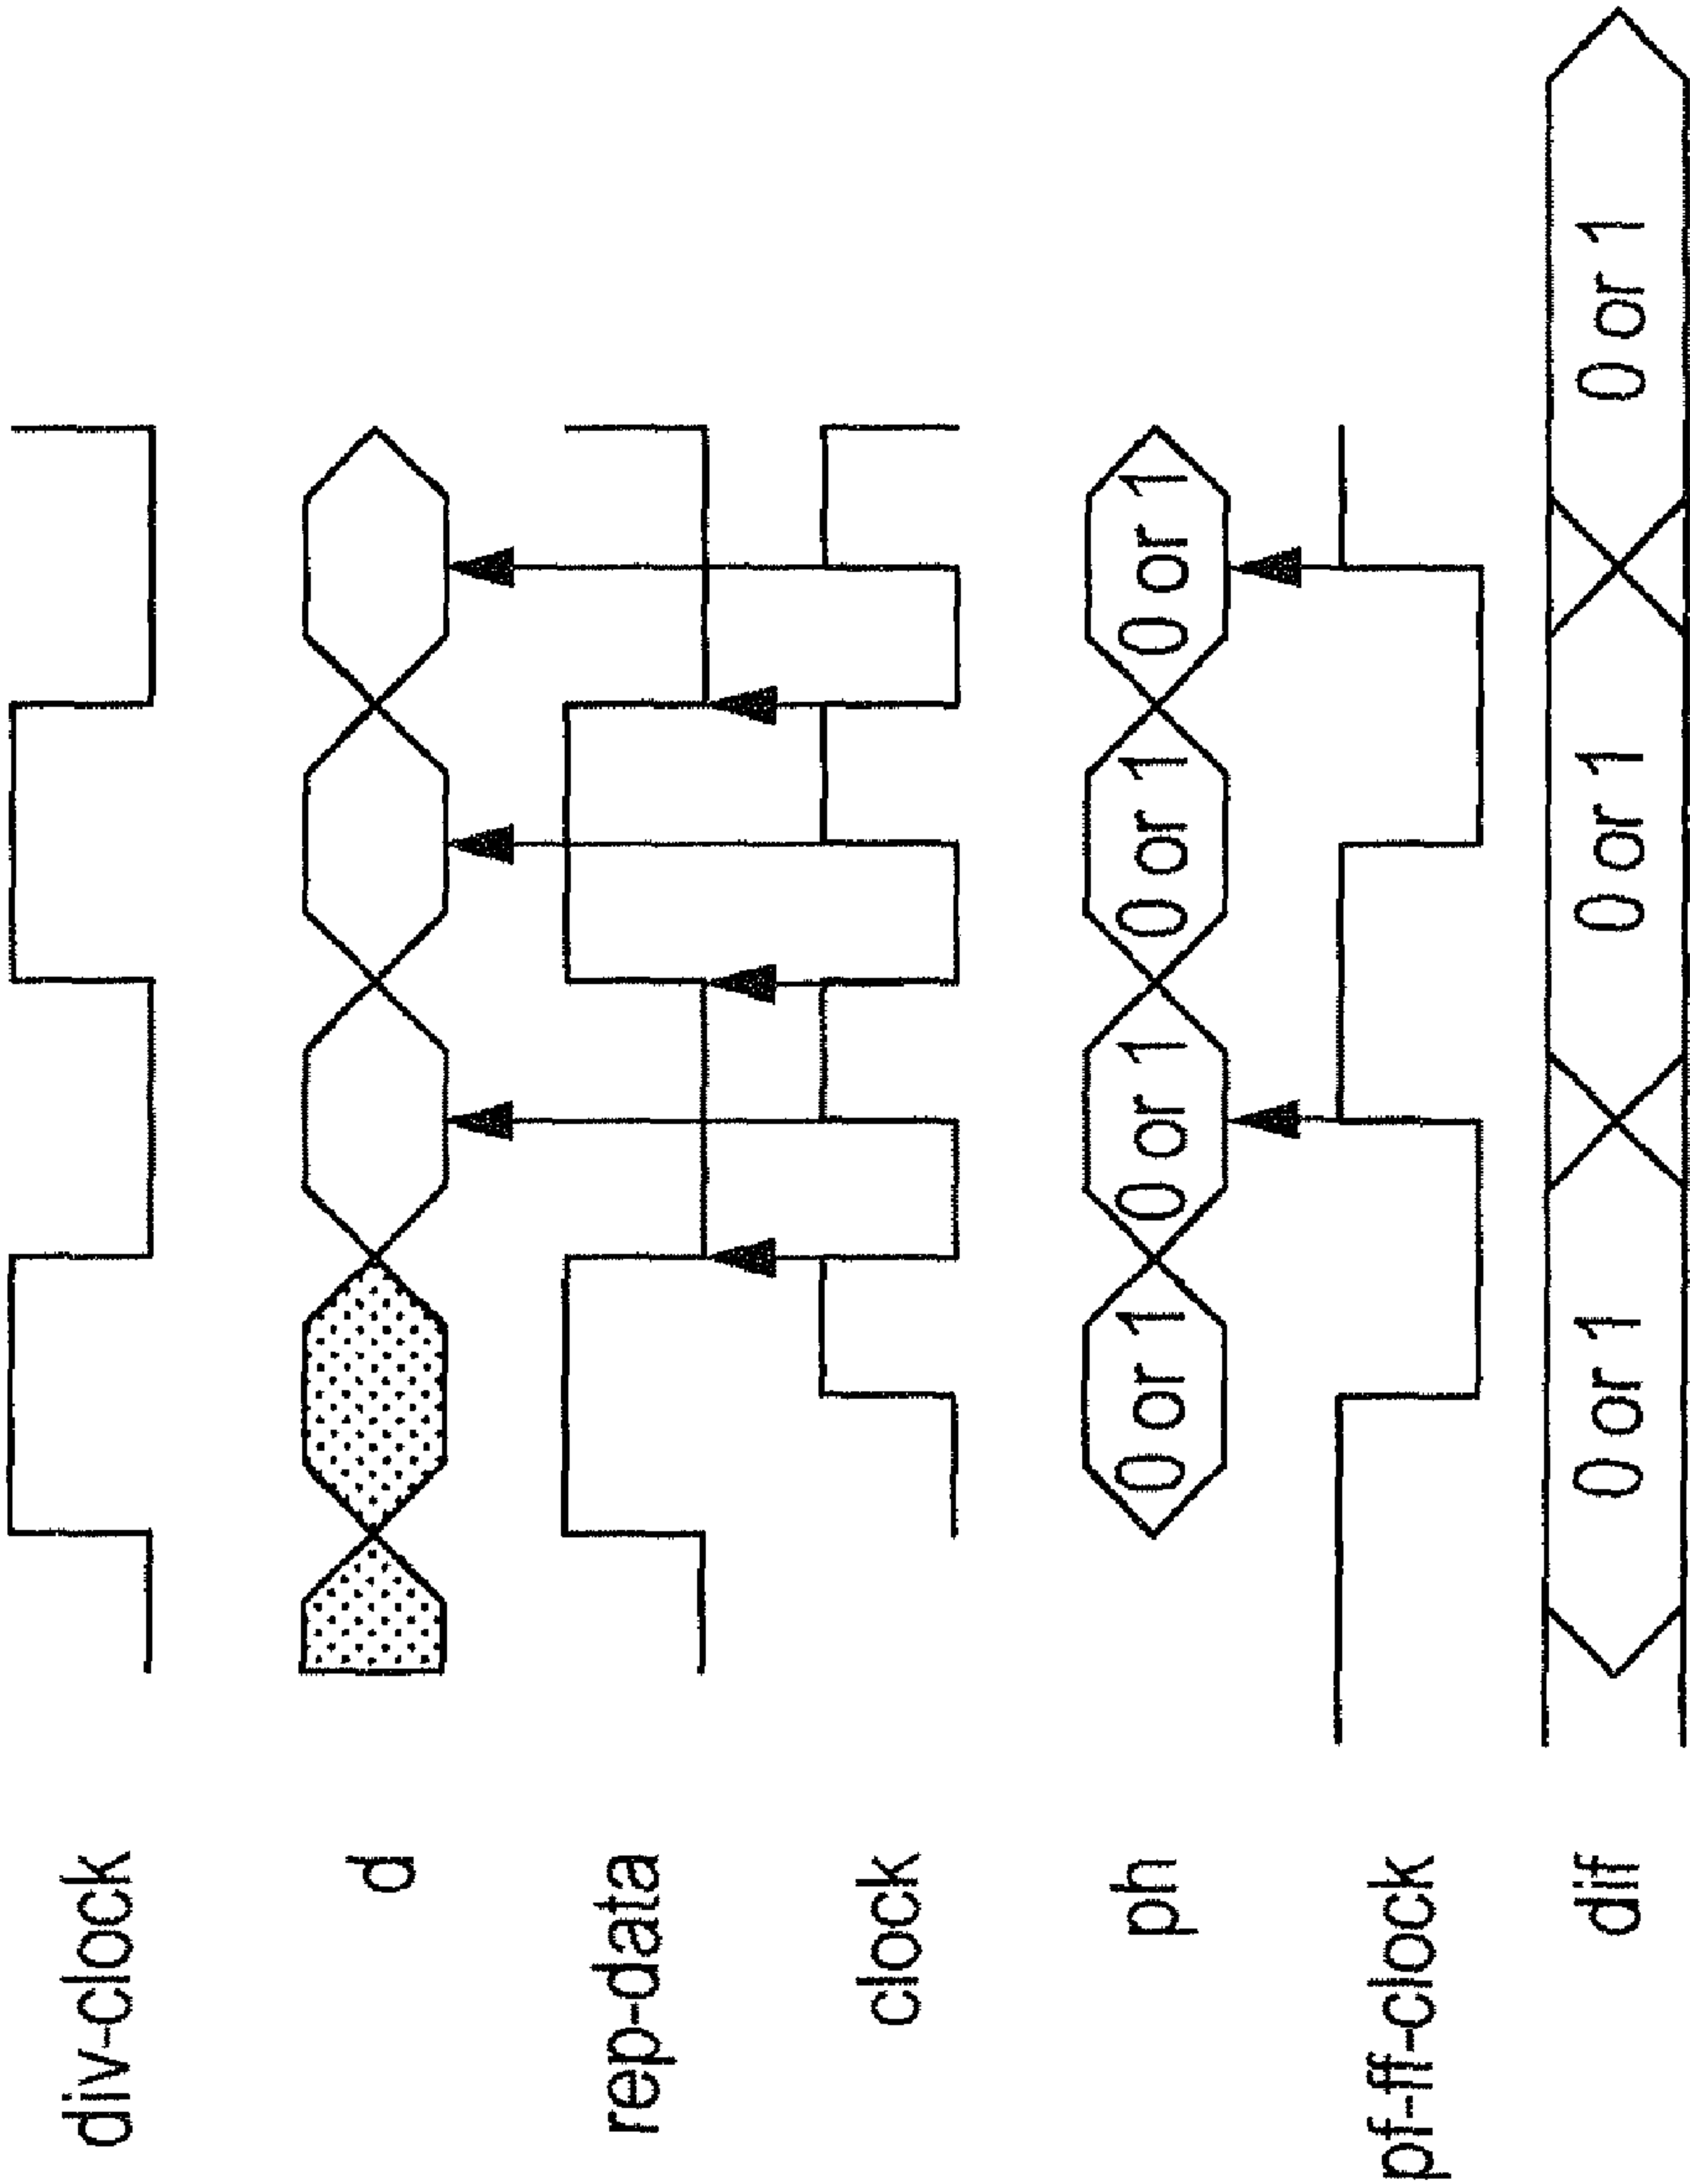 div-clock
d
rep-data
clock
ph
0 or 1 0 or 1 0 or 1 0 or 1
pf-ff-clock
dif
0 or 1 0 or 1 0 or 1